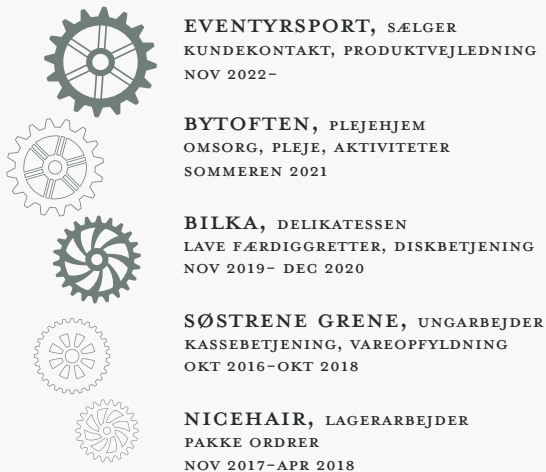 EVENTYRSPORT, SÆLGER
KUNDEKONTAKT, PRODUKTVEJLEDNING
NOV 2022-
BYTOFTEN, PLEJEHJEM
OMSORG, PLEJE, AKTIVITETER
SOMMEREN 2021
BILKA, DELIKATESSEN
LAVE FÆRDIGGRETTER, DISKBETJENING
NOV 2019- DEC 2020
SØSTRENE GRENE, UNGARBEJDER
KASSEBETJENING, VAREOPFYLDNING
OKT 2016-OKT 2018
NICEHAIR, LAGERARBEJDER
PAKKE ORDRER
NOV 2017-APR 2018